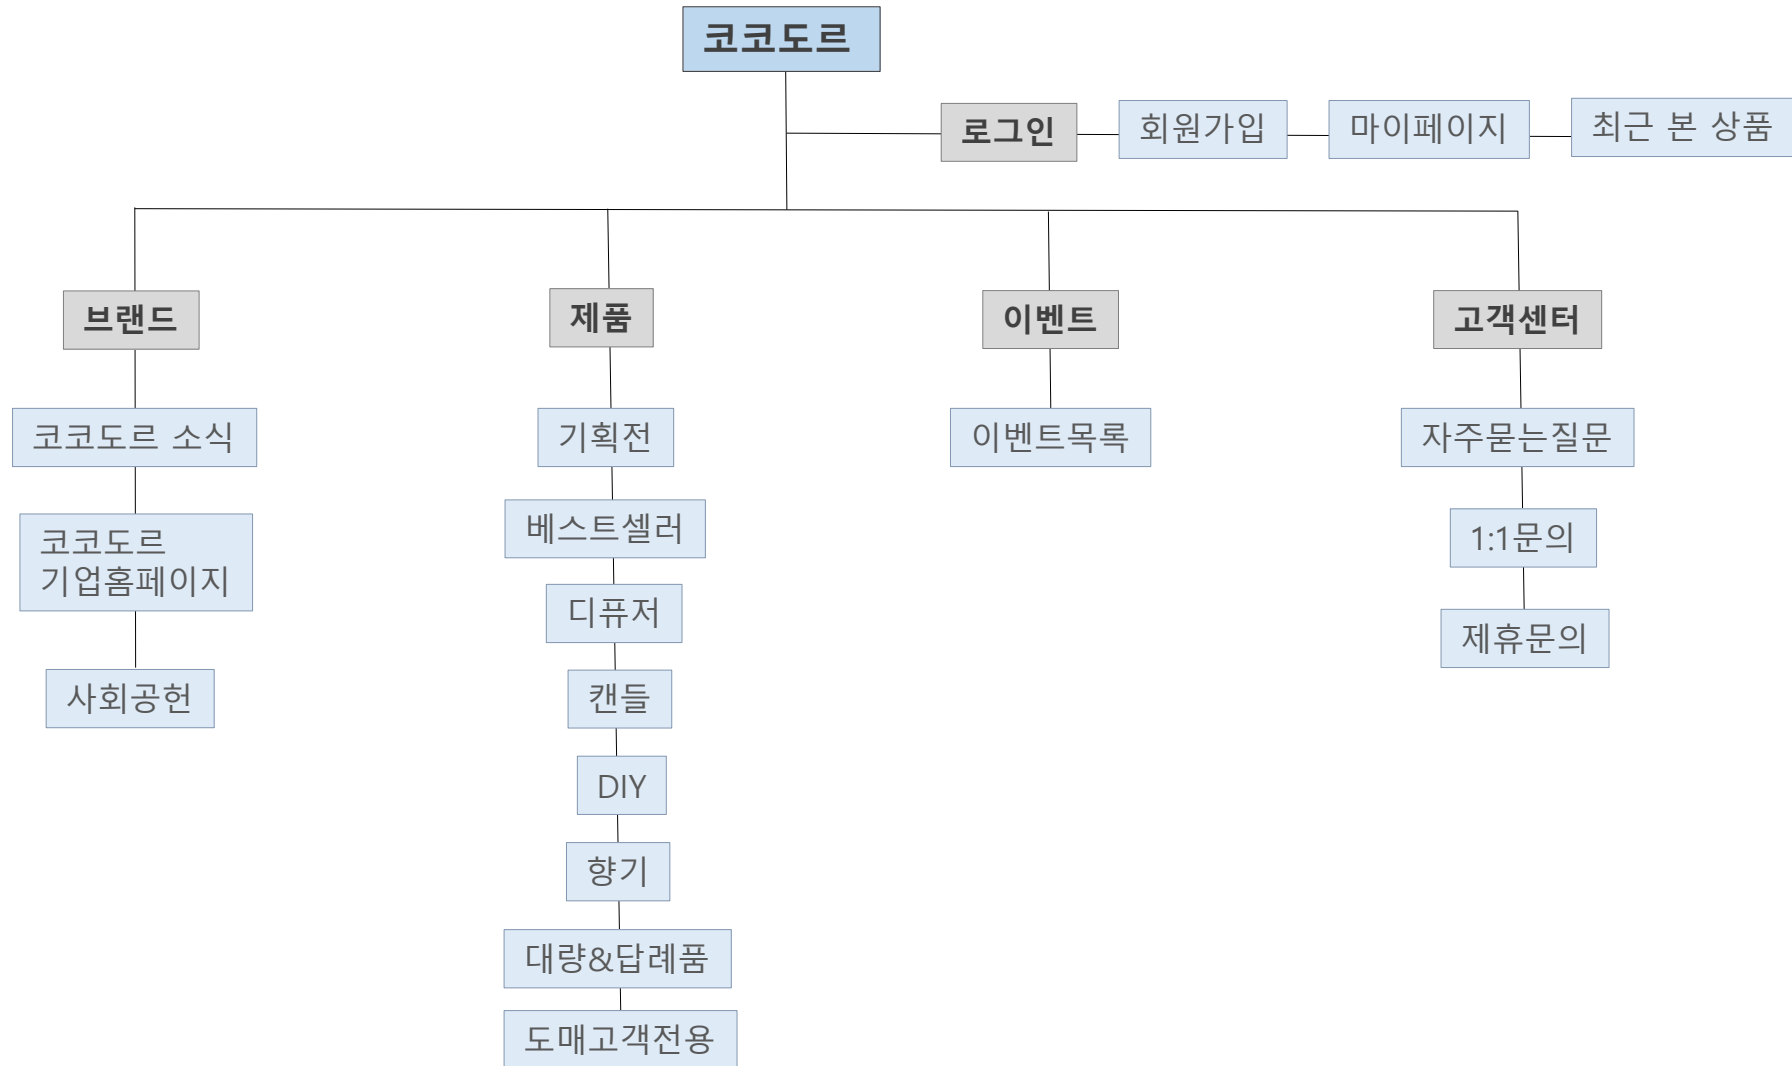 코코도르
로그인
회원가입
마이페이지
최근 본 상품
브랜드
코코도르 소식
코코도르
기업홈페이지
사회공헌
제품
기획전
베스트셀러
디퓨저
캔들
DIY
향기
대량&답례품
도매고객전용
이벤트
이벤트목록
고객센터
자주묻는질문
1:1문의
제휴문의